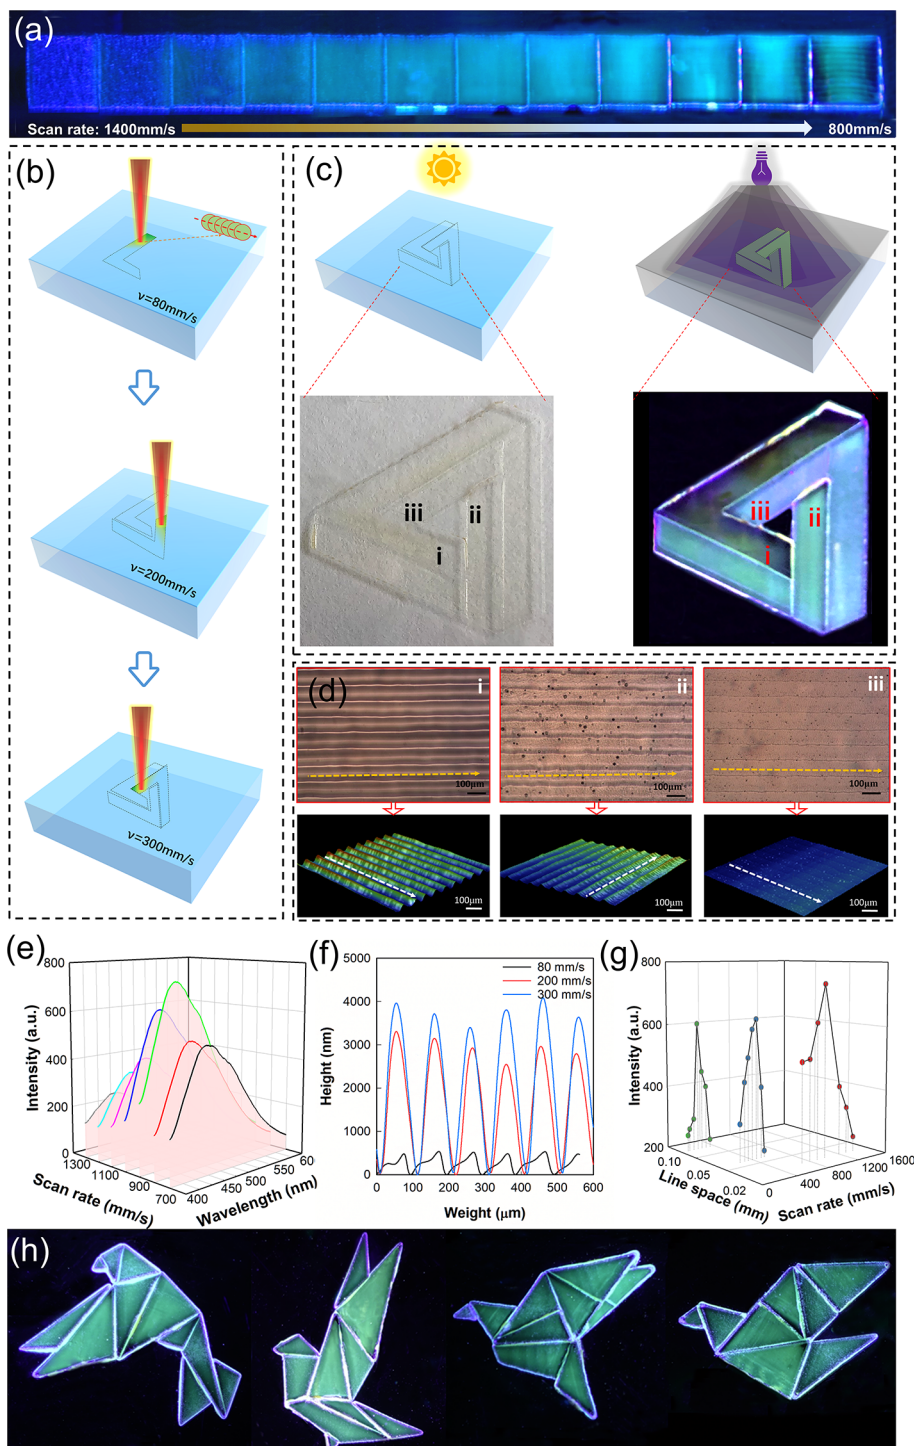 (a)
Scan rate: 1400mm/s
800mm/s
(b)
v=80mm/s
v=200mm/s
v=300mm/s
(c)
iii
ii
i
iii
ii
i
(d)
i
ii
iii
100μm
100μm
100μm
100μm
100μm
100μm
(e)
800
600
400
200
0
Intensity (a.u.)
1300
1100
900
700
Scan rate (mm/s)
400
450
500
550
60
Wavelength (nm)
(f)
5000
4000
3000
2000
1000
0
Height (nm)
80 mm/s
200 mm/s
300 mm/s
0
100
200
300
400
500
600
Weight (μm)
(g)
800
600
400
200
Intensity (a.u.)
0.10
0.05
0.02
Line space (mm)
0
400
800
1200
1600
Scan rate (mm/s)
(h)